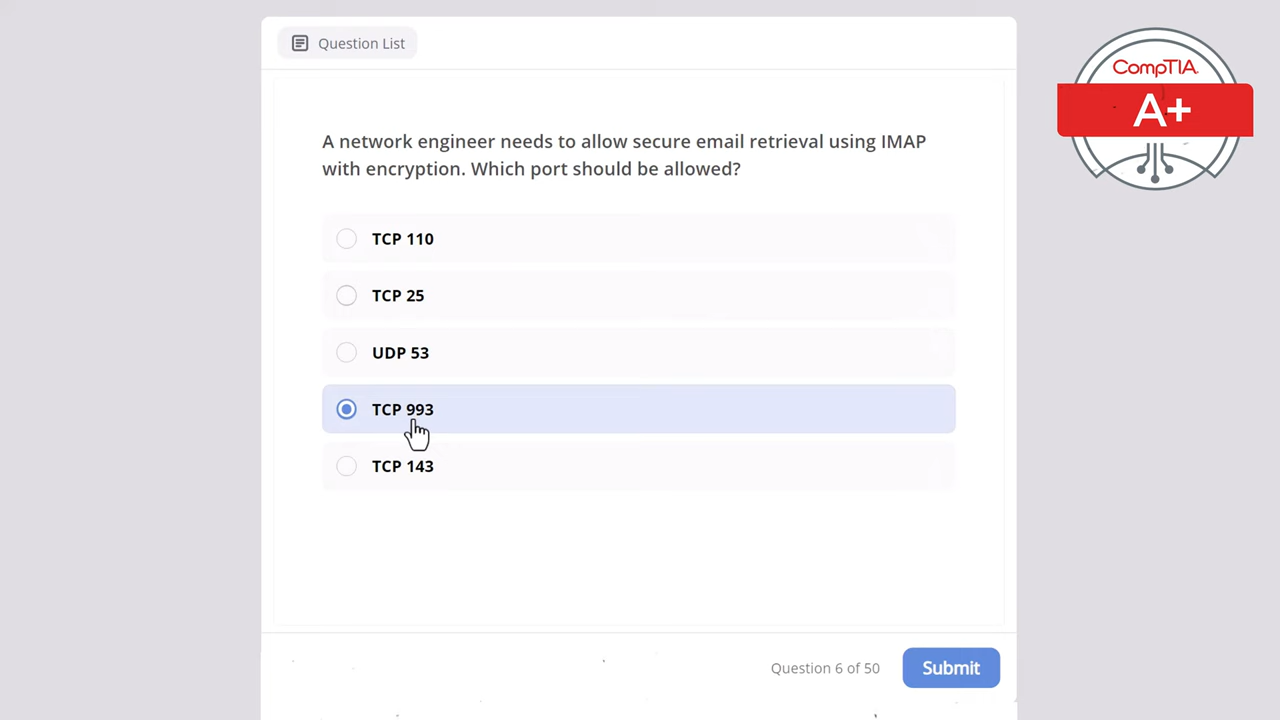 Question List
CompTIA.
A+
A network engineer needs to allow secure email retrieval using IMAP
with encryption. Which port should be allowed?
TCP 110
TCP 25
UDP 53
TCP 993
TCP 143
Question 6 of 50
Submit